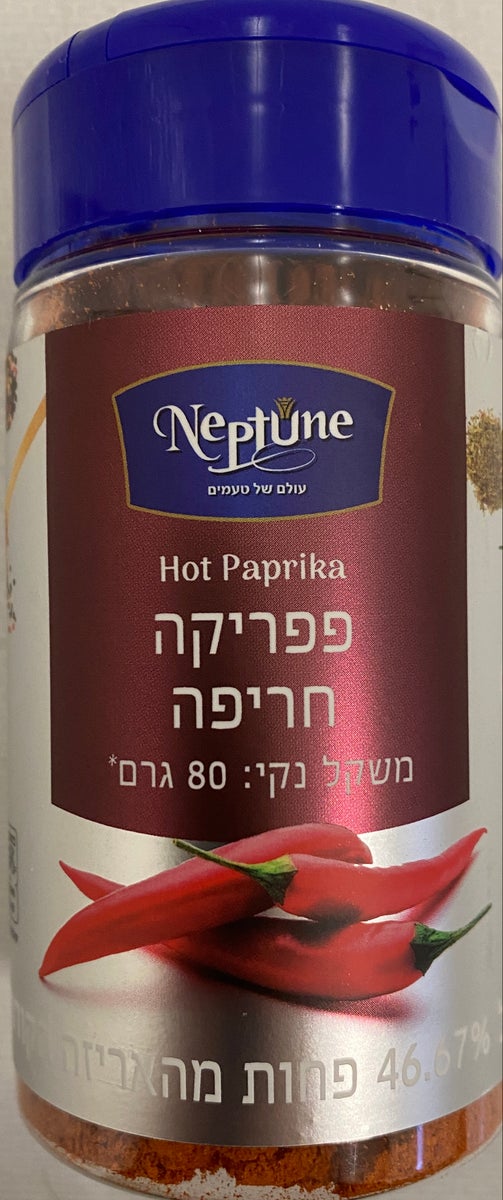 Neptune
עולם של טעמים
Hot Paprika
פפריקה
חריפה
משקל נקי: 80 גרם*
46.67% פחות מהאריזה